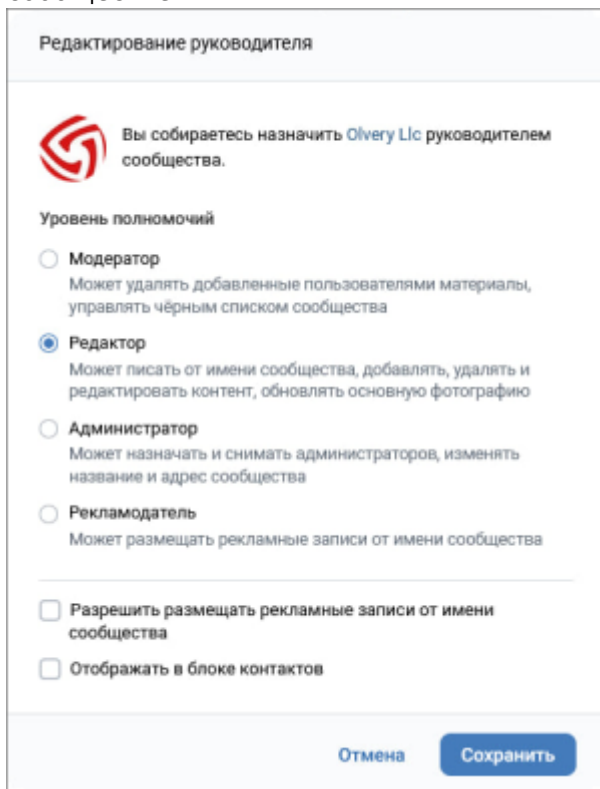 Редактирование руководителя
Вы собираетесь назначить Olvery Llc руководителем
сообщества.
Уровень полномочий
Модератор
Может удалять добавленные пользователями материалы,
управлять чёрным списком сообщества
Редактор
Может писать от имени сообщества, добавлять, удалять и
редактировать контент, обновлять основную фотографию
Администратор
Может назначать и снимать администраторов, изменять
название и адрес сообщества
Рекламодатель
Может размещать рекламные записи от имени сообщества
Разрешить размещать рекламные записи от имени
сообщества
Отображать в блоке контактов
Отмена
Сохранить